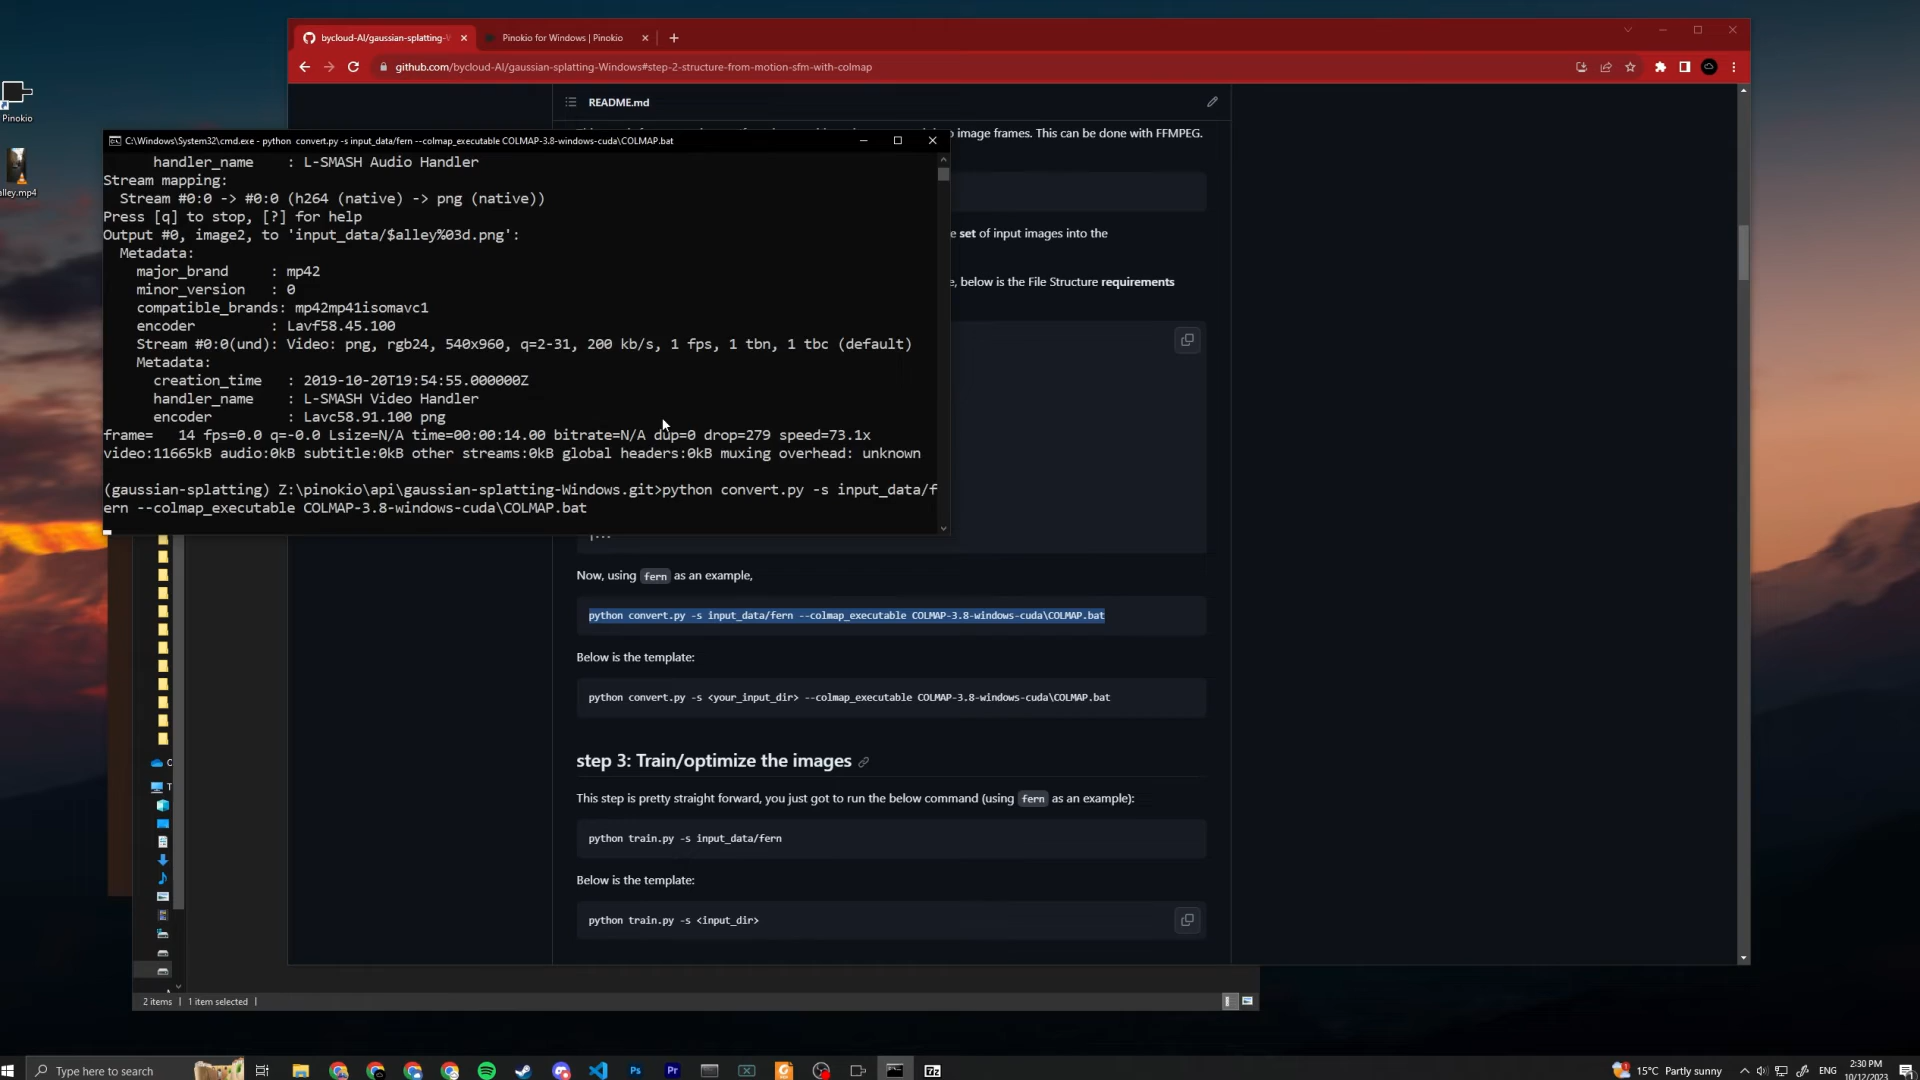 bycloud-AI/gaussian-splatting-W
Pinokio for Windows | Pinokio
github.com/bycloud-AI/gaussian-splatting-Windows#step-2-structure-from-motion-sfm-with-colmap
Pinokio
alley.mp4
README.md
o image frames. This can be done with FFMPEG.
e set of input images into the
e, below is the File Structure requirements
C:\Windows\System32\cmd.exe - python convert.py -s input_data/fern --colmap_executable COLMAP-3.8-windows-cuda\COLMAP.bat
handler_name : L-SMASH Audio Handler
Stream mapping:
Stream #0:0 -> #0:0 (h264 (native) -> png (native))
Press [q] to stop, [?] for help
Output #0, image2, to 'input_data/$alley%03d.png':
Metadata:
major_brand : mp42
minor_version : 0
compatible_brands: mp42mp41isomavc1
encoder : Lavf58.45.100
Stream #0:0(und): Video: png, rgb24, 540x960, q=2-31, 200 kb/s, 1 fps, 1 tbn, 1 tbc (default)
Metadata:
creation_time : 2019-10-20T19:54:55.000000Z
handler_name : L-SMASH Video Handler
encoder : Lavc58.91.100 png
frame= 14 fps=0.0 q=-0.0 Lsize=N/A time=00:00:14.00 bitrate=N/A dup=0 drop=279 speed=73.1x
video:11665kB audio:0kB subtitle:0kB other streams:0kB global headers:0kB muxing overhead: unknown
(gaussian-splatting) Z:\pinokio\api\gaussian-splatting-Windows.git>python convert.py -s input_data/f
ern --colmap_executable COLMAP-3.8-windows-cuda\COLMAP.bat
|...
Now, using fern as an example,
python convert.py -s input_data/fern --colmap_executable COLMAP-3.8-windows-cuda\COLMAP.bat
Below is the template:
python convert.py -s <your_input_dir> --colmap_executable COLMAP-3.8-windows-cuda\COLMAP.bat
step 3: Train/optimize the images
This step is pretty straight forward, you just got to run the below command (using fern as an example):
python train.py -s input_data/fern
Below is the template:
python train.py -s <input_dir>
2 items | 1 item selected |
Type here to search
Ps
Pr
15°C Partly sunny
ENG
2:30 PM
10/12/2023